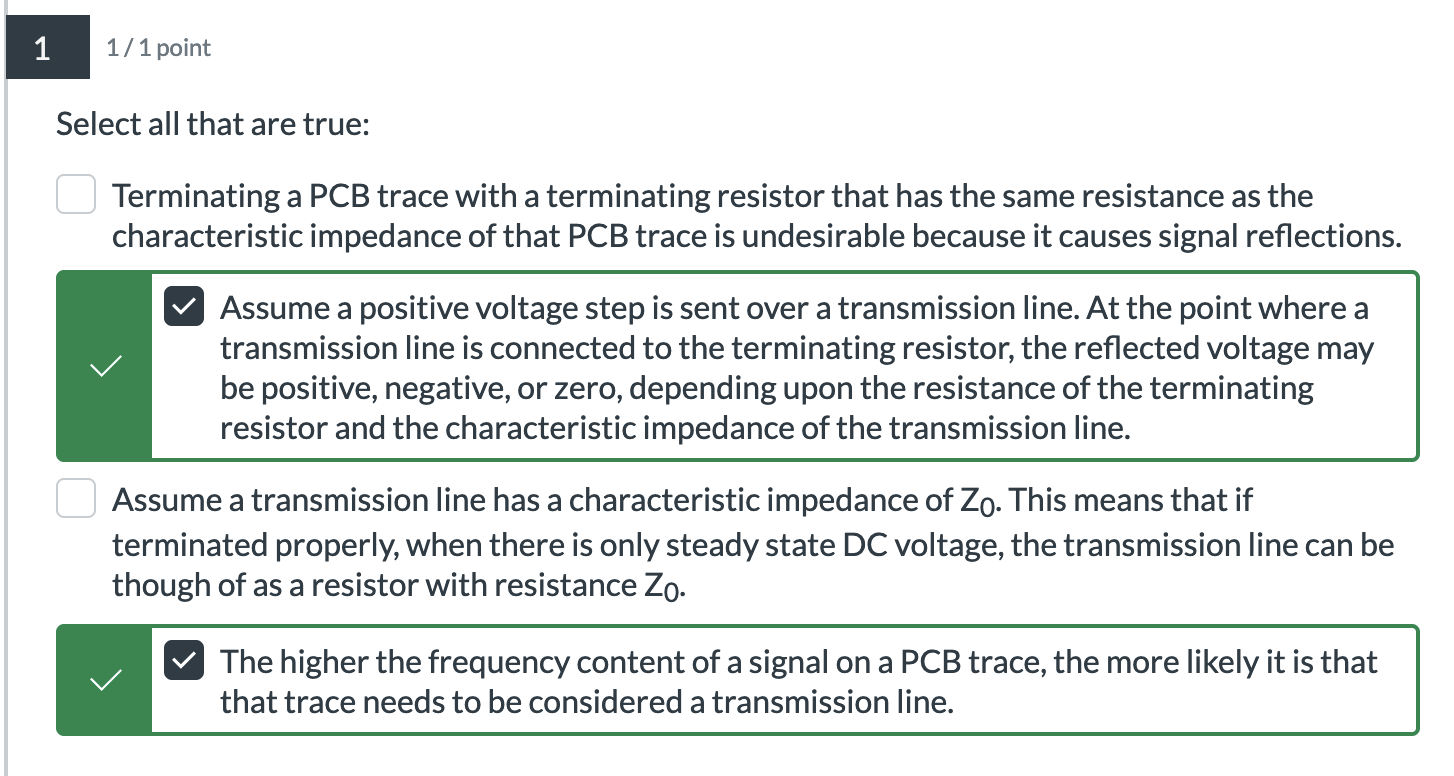 1
1 / 1 point
Select all that are true:
Terminating a PCB trace with a terminating resistor that has the same resistance as the
characteristic impedance of that PCB trace is undesirable because it causes signal reflections.
Assume a positive voltage step is sent over a transmission line. At the point where a
transmission line is connected to the terminating resistor, the reflected voltage may
be positive, negative, or zero, depending upon the resistance of the terminating
resistor and the characteristic impedance of the transmission line.
Assume a transmission line has a characteristic impedance of Z₀. This means that if
terminated properly, when there is only steady state DC voltage, the transmission line can be
though of as a resistor with resistance Z₀.
The higher the frequency content of a signal on a PCB trace, the more likely it is that
that trace needs to be considered a transmission line.